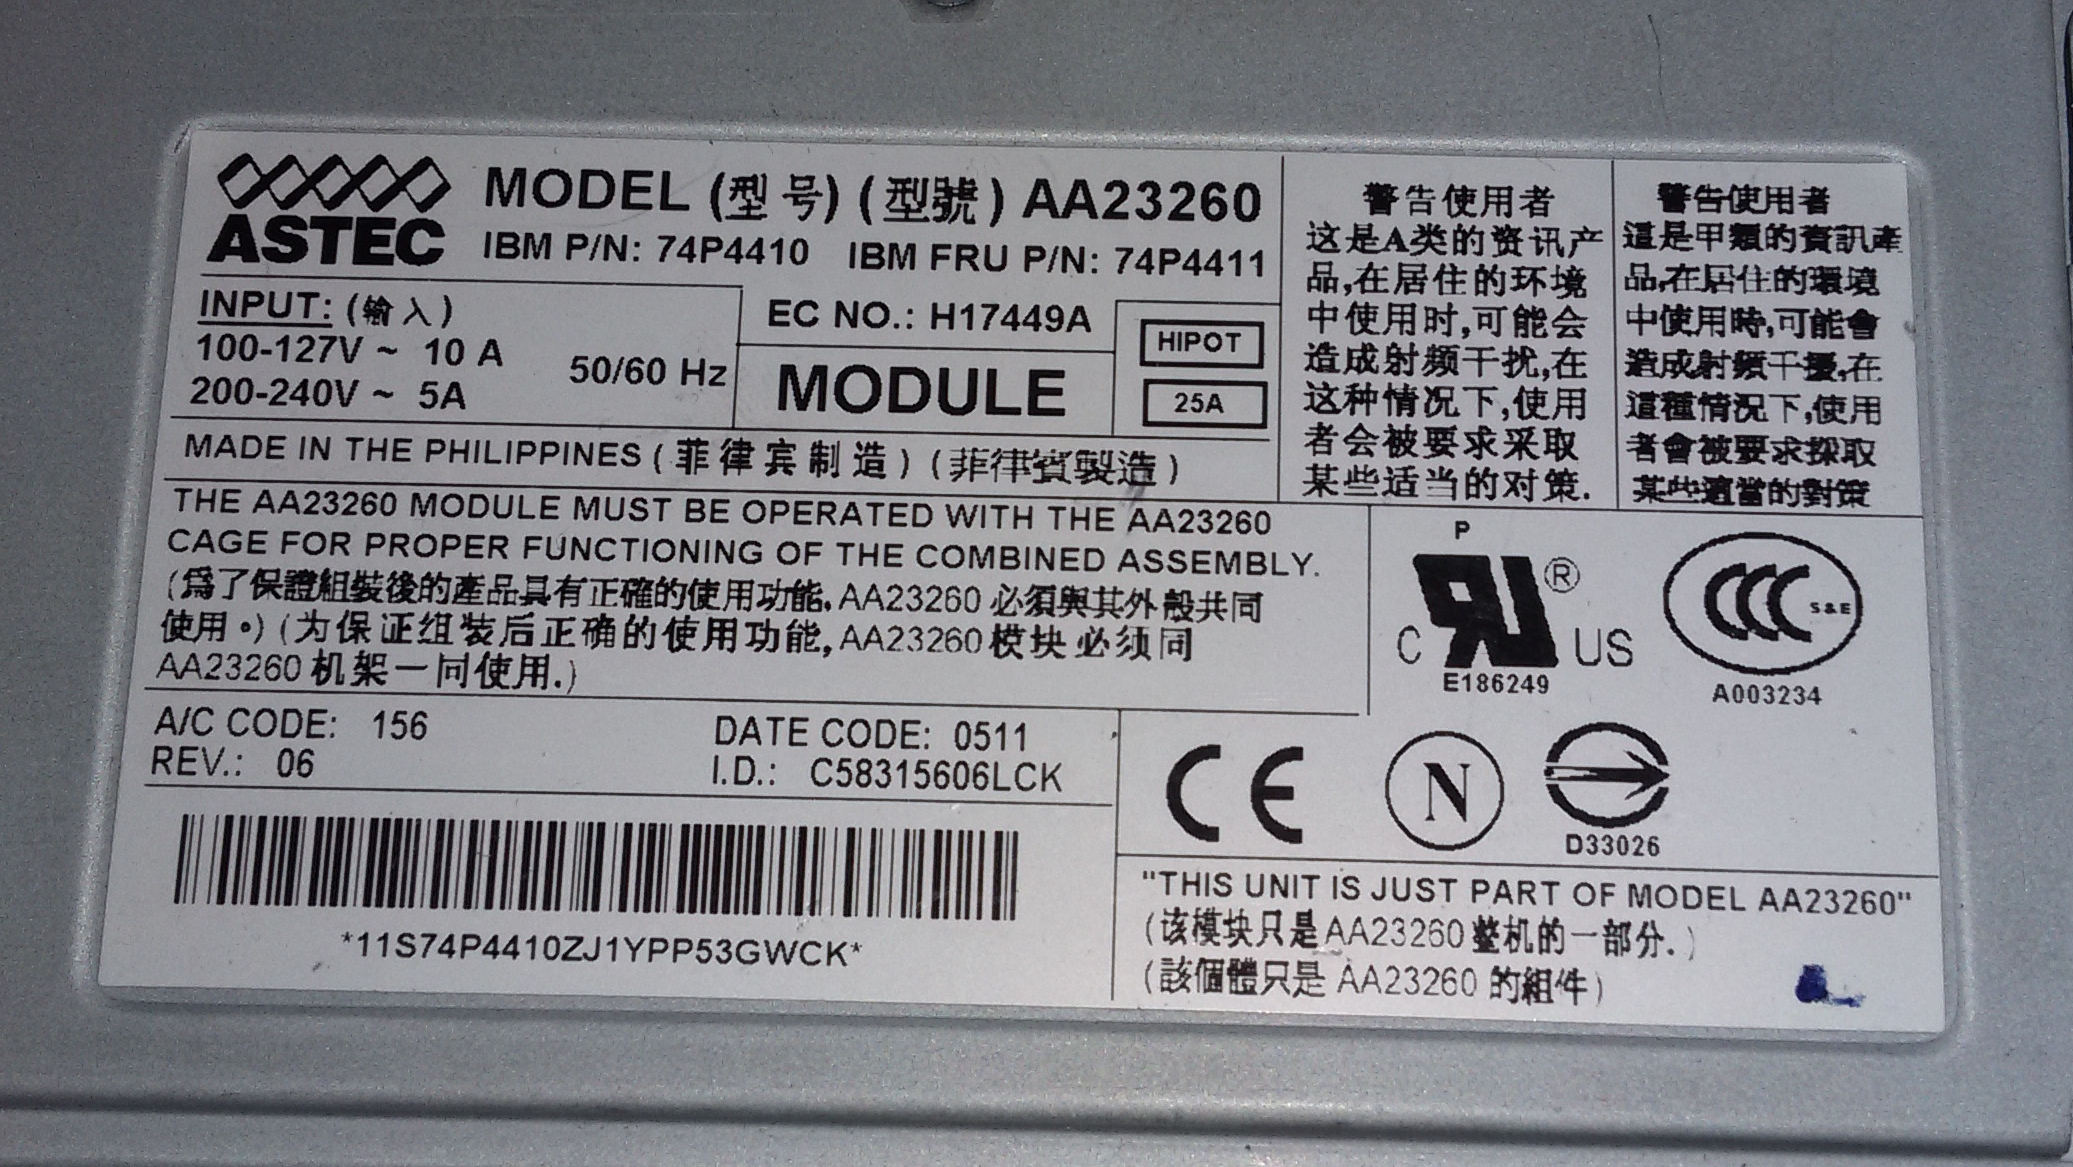 ASTEC
MODEL (型号) (型號) AA23260
IBM P/N: 74P4410 IBM FRU P/N: 74P4411
INPUT: (输入)
100-127V ~ 10 A
200-240V ~ 5A
50/60 Hz
EC NO.: H17449A
MODULE
HIPOT
25A
MADE IN THE PHILIPPINES (菲律宾制造) (菲律賓製造)
警告使用者
这是A类的资讯产
品,在居住的环境
中使用时,可能会
造成射频干扰,在
这种情况下,使用
者会被要求采取
某些适当的对策.
警告使用者
這是甲類的資訊產
品,在居住的環境
中使用時,可能會
造成射頻干擾,在
這種情況下,使用
者會被要求採取
某些適當的對策
THE AA23260 MODULE MUST BE OPERATED WITH THE AA23260
CAGE FOR PROPER FUNCTIONING OF THE COMBINED ASSEMBLY.
(爲了保證組裝後的產品具有正確的使用功能, AA23260 必須與其外殼共同
使用。) (为保证组装后正确的使用功能, AA23260 模块必须同
AA23260 机架一同使用.)
P
C US ®
E186249
CCC S&E
A003234
A/C CODE: 156
DATE CODE: 0511
REV.: 06
I.D.: C58315606LCK
CE
N
D33026
*11S74P4410ZJ1YPP53GWCK*
"THIS UNIT IS JUST PART OF MODEL AA23260"
(该模块只是AA23260整机的一部分.)
(該個體只是 AA23260 的組件)